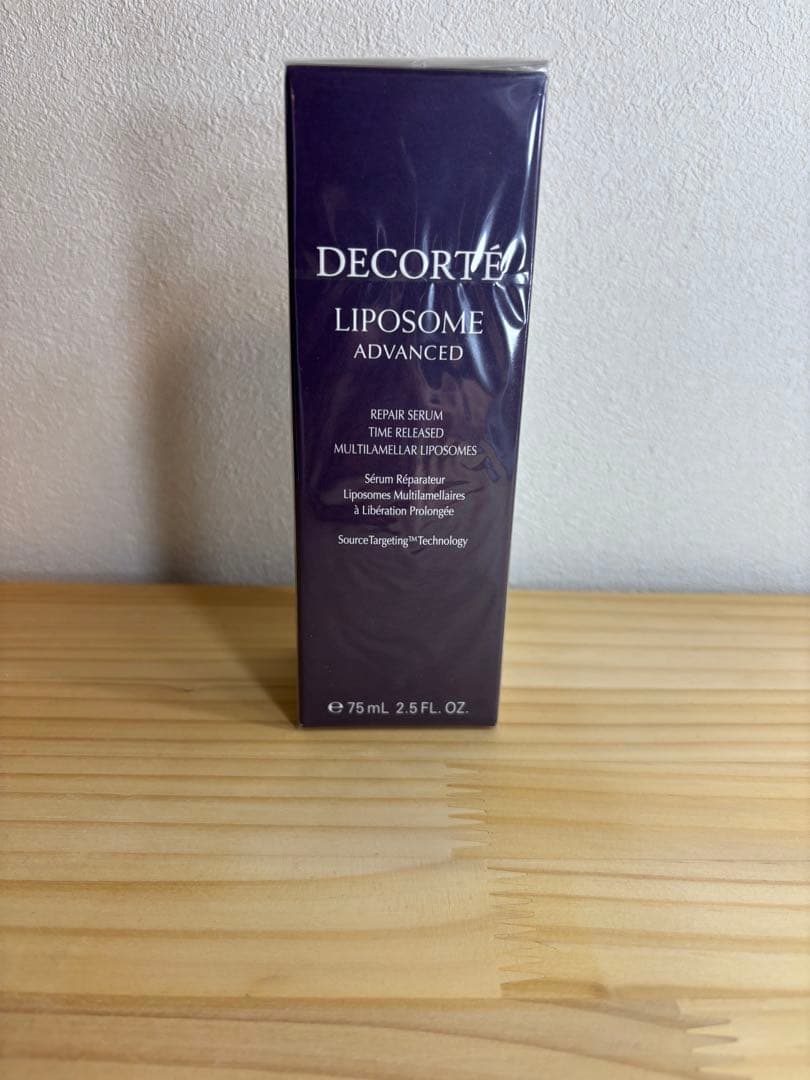 DECORTÉ
LIPOSOME
ADVANCED
REPAIR SERUM
TIME RELEASED
MULTILAMELLAR LIPOSOMES
Sérum Réparateur
Liposomes Multilamellaires
à Libération Prolongée
SourceTargeting™Technology
℮ 75 mL 2.5 FL. OZ.